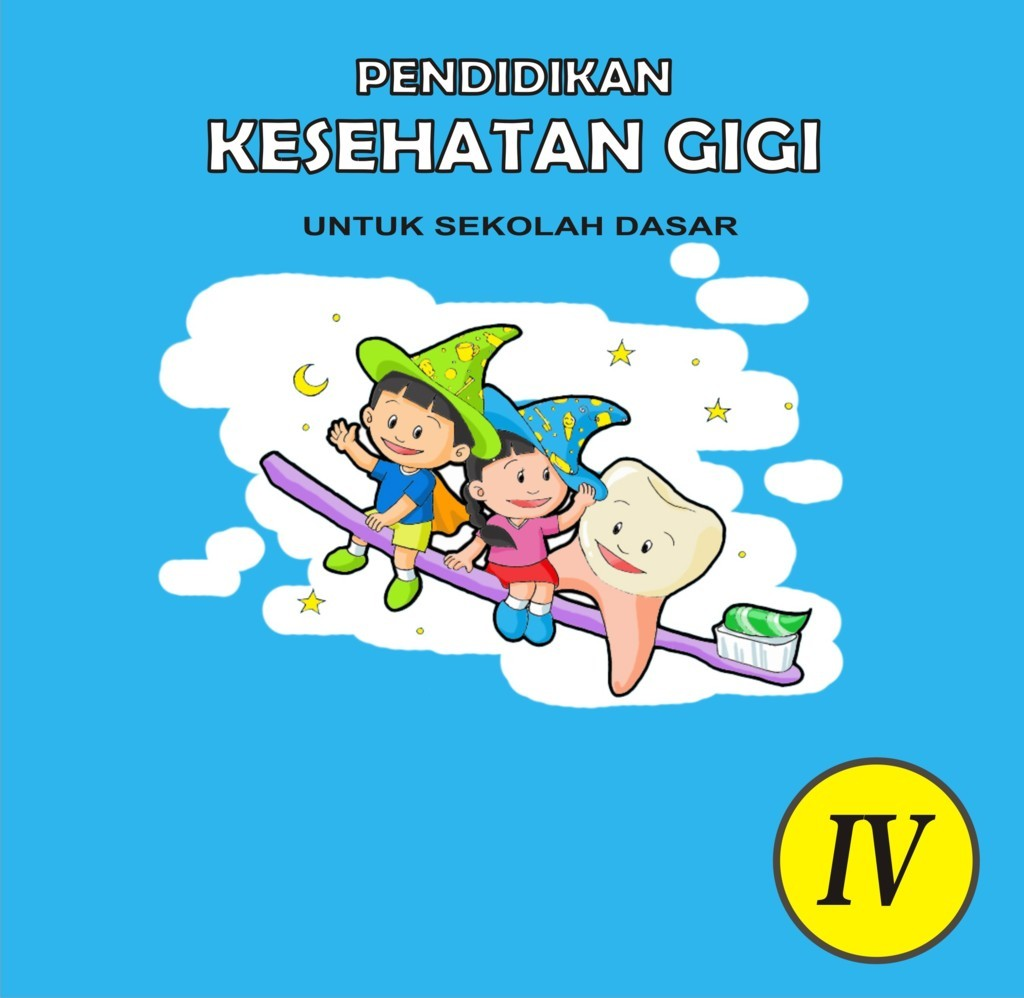 PENDIDIKAN
KESEHATAN GIGI
UNTUK SEKOLAH DASAR
IV